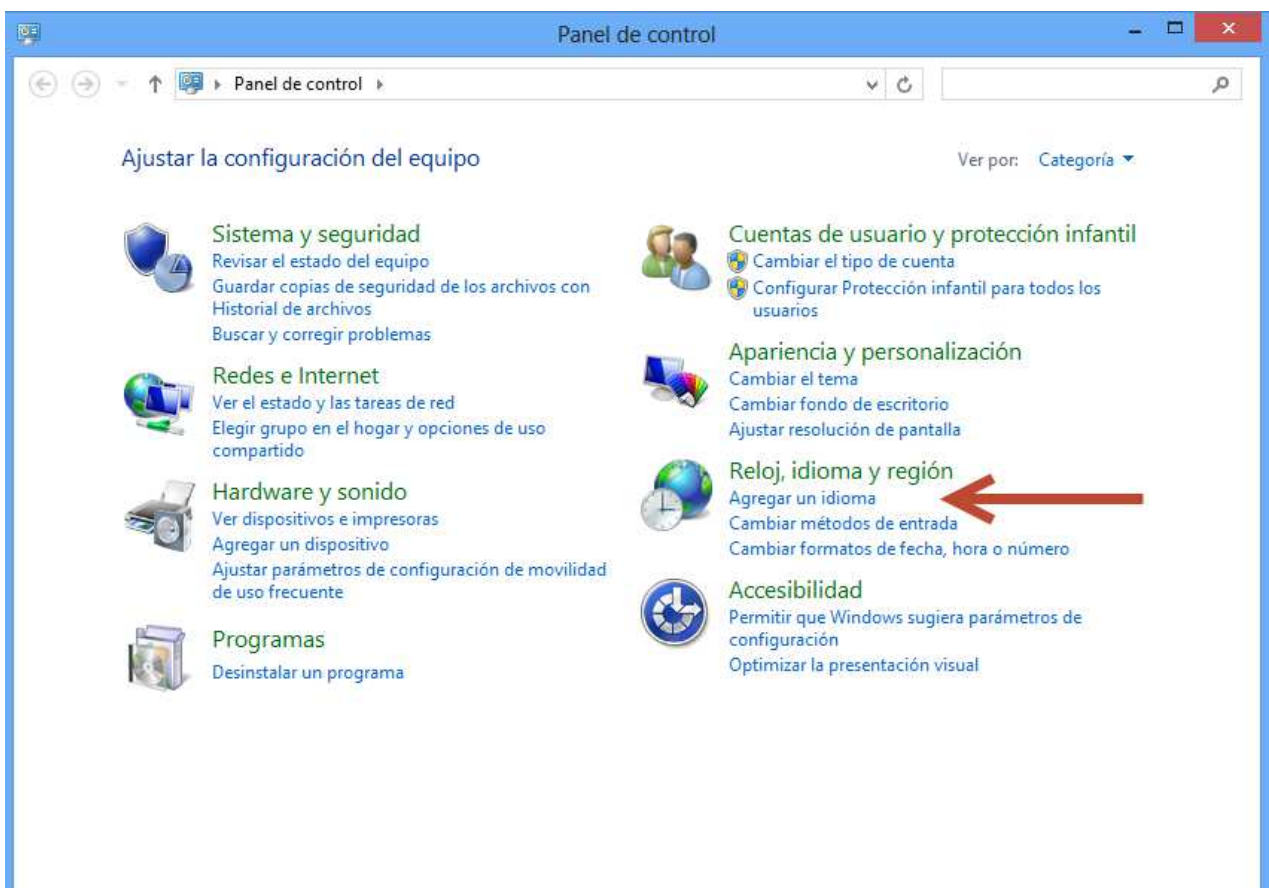 Panel de control
Panel de control
Ajustar la configuración del equipo
Ver por: Categoría
Sistema y seguridad
Revisar el estado del equipo
Guardar copias de seguridad de los archivos con
Historial de archivos
Buscar y corregir problemas
Redes e Internet
Ver el estado y las tareas de red
Elegir grupo en el hogar y opciones de uso
compartido
Hardware y sonido
Ver dispositivos e impresoras
Agregar un dispositivo
Ajustar parámetros de configuración de movilidad
de uso frecuente
Programas
Desinstalar un programa
Cuentas de usuario y protección infantil
Cambiar el tipo de cuenta
Configurar Protección infantil para todos los
usuarios
Apariencia y personalización
Cambiar el tema
Cambiar fondo de escritorio
Ajustar resolución de pantalla
Reloj, idioma y región
Agregar un idioma
Cambiar métodos de entrada
Cambiar formatos de fecha, hora o número
Accesibilidad
Permitir que Windows sugiera parámetros de
configuración
Optimizar la presentación visual